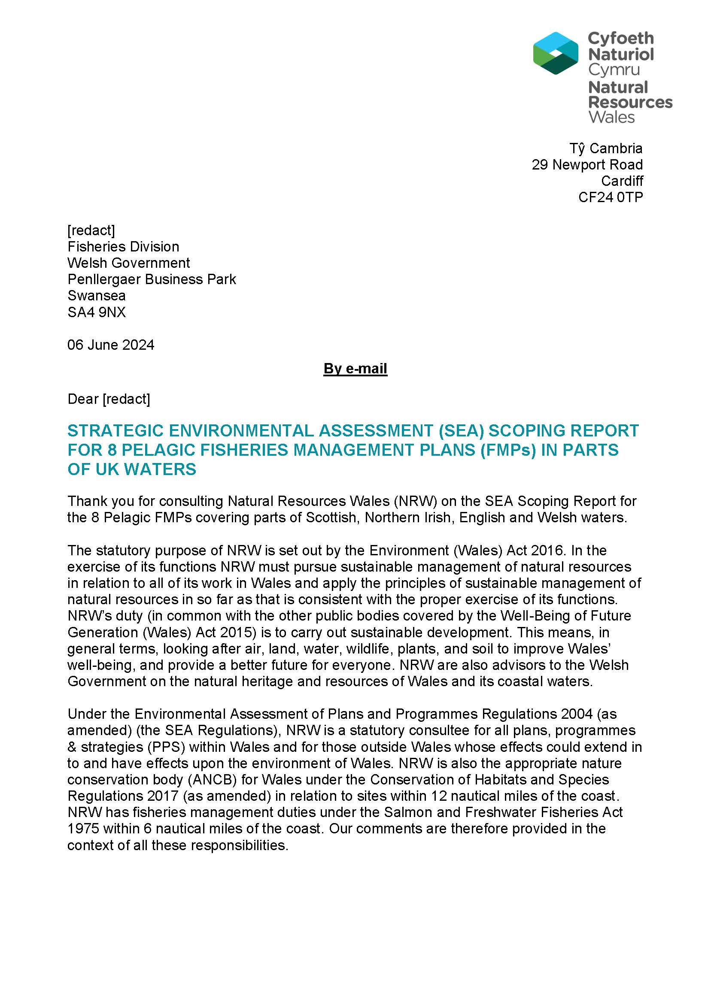 Cyfoeth
Naturiol
Cymru
Natural
Resources
Wales
Tŷ Cambria
29 Newport Road
Cardiff
CF24 0TP
[redact]
Fisheries Division
Welsh Government
Penllergaer Business Park
Swansea
SA4 9NX
06 June 2024
By e-mail
Dear [redact]
STRATEGIC ENVIRONMENTAL ASSESSMENT (SEA) SCOPING REPORT
FOR 8 PELAGIC FISHERIES MANAGEMENT PLANS (FMPs) IN PARTS
OF UK WATERS
Thank you for consulting Natural Resources Wales (NRW) on the SEA Scoping Report for
the 8 Pelagic FMPs covering parts of Scottish, Northern Irish, English and Welsh waters.
The statutory purpose of NRW is set out by the Environment (Wales) Act 2016. In the
exercise of its functions NRW must pursue sustainable management of natural resources
in relation to all of its work in Wales and apply the principles of sustainable management of
natural resources in so far as that is consistent with the proper exercise of its functions.
NRW’s duty (in common with the other public bodies covered by the Well-Being of Future
Generation (Wales) Act 2015) is to carry out sustainable development. This means, in
general terms, looking after air, land, water, wildlife, plants, and soil to improve Wales’
well-being, and provide a better future for everyone. NRW are also advisors to the Welsh
Government on the natural heritage and resources of Wales and its coastal waters.
Under the Environmental Assessment of Plans and Programmes Regulations 2004 (as
amended) (the SEA Regulations), NRW is a statutory consultee for all plans, programmes
& strategies (PPS) within Wales and for those outside Wales whose effects could extend in
to and have effects upon the environment of Wales. NRW is also the appropriate nature
conservation body (ANCB) for Wales under the Conservation of Habitats and Species
Regulations 2017 (as amended) in relation to sites within 12 nautical miles of the coast.
NRW has fisheries management duties under the Salmon and Freshwater Fisheries Act
1975 within 6 nautical miles of the coast. Our comments are therefore provided in the
context of all these responsibilities.